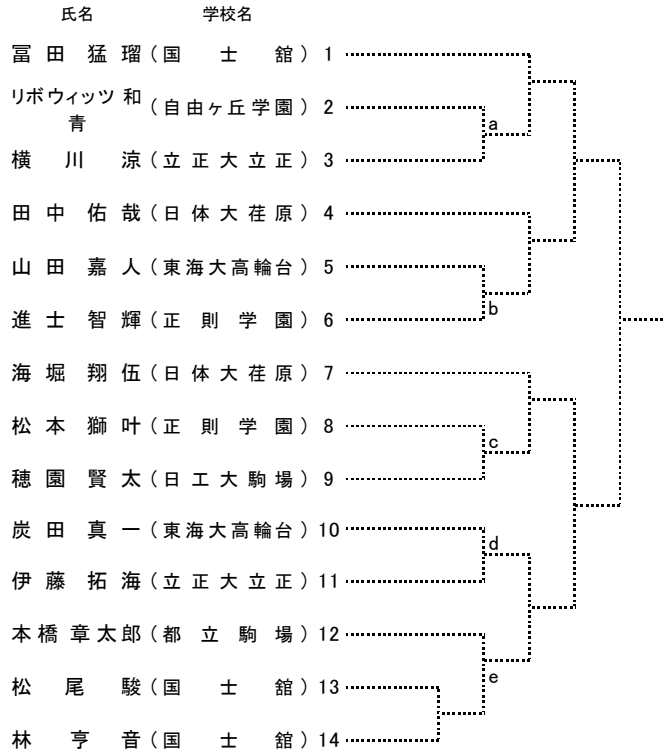 氏名 学校名
冨田猛瑠(国士舘) 1
リボウィッツ 和青(自由ヶ丘学園) 2
a
横川涼(立正大立正) 3
田中佑哉(日体大荏原) 4
山田嘉人(東海大高輪台) 5
b
進士智輝(正則学園) 6
海堀翔伍(日体大荏原) 7
松本獅叶(正則学園) 8
c
穂園賢太(日工大駒場) 9
炭田真一(東海大高輪台) 10
d
伊藤拓海(立正大立正) 11
本橋章太郎(都立駒場) 12
e
松尾駿(国士舘) 13
林亨音(国士舘) 14